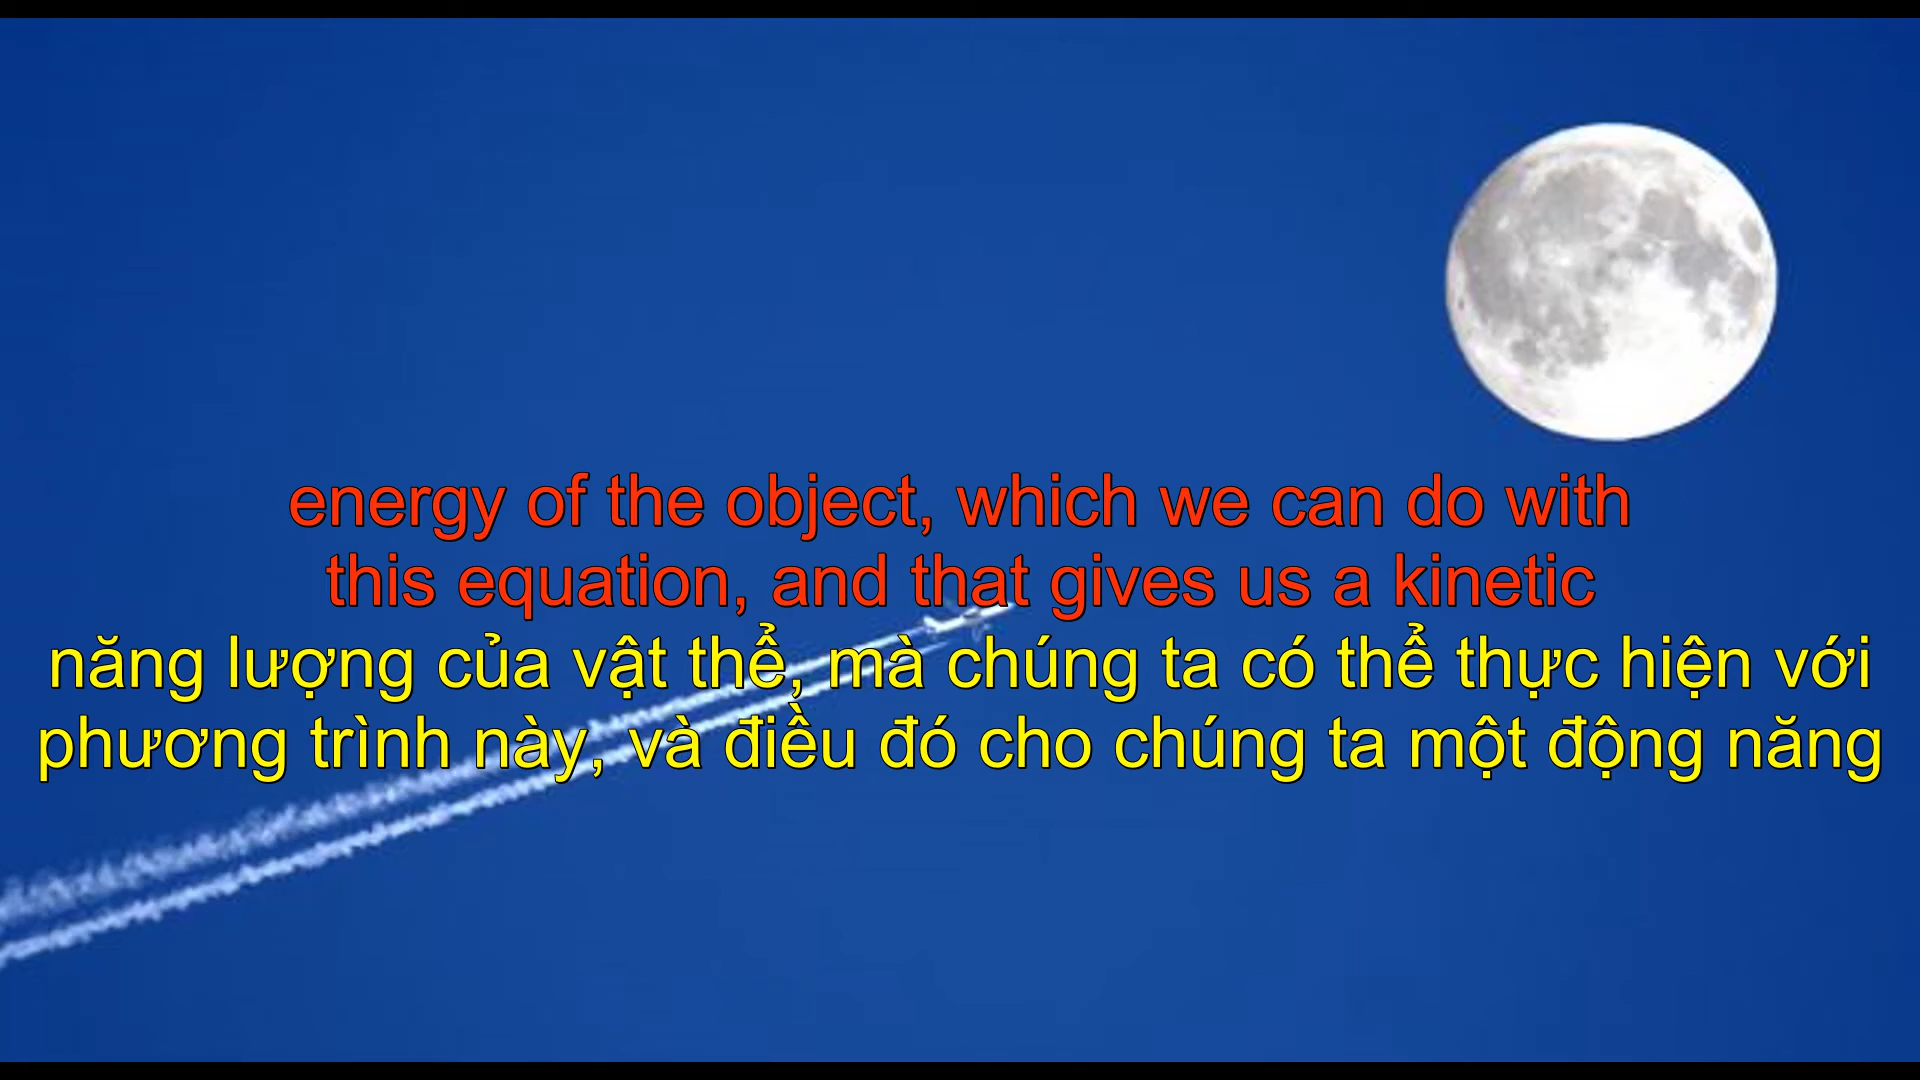 energy of the object, which we can do with
this equation, and that gives us a kinetic
năng lượng của vật thể, mà chúng ta có thể thực hiện với
phương trình này, và điều đó cho chúng ta một động năng